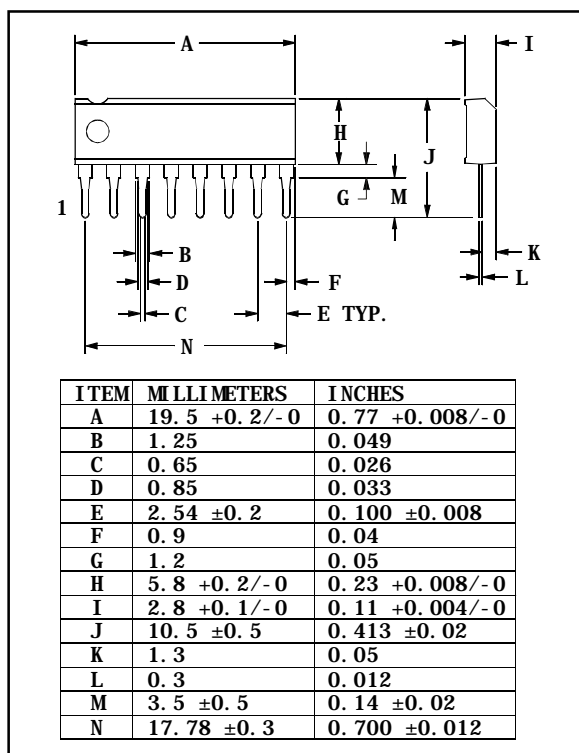 A
I
H
J
G
M
1
K
B
L
D
F
C
E TYP.
N
ITEM MILLIMETERS INCHES
A 19.5 +0.2/-0 0.77 +0.008/-0
B 1.25 0.049
C 0.65 0.026
D 0.85 0.033
E 2.54 ±0.2 0.100 ±0.008
F 0.9 0.04
G 1.2 0.05
H 5.8 +0.2/-0 0.23 +0.008/-0
I 2.8 +0.1/-0 0.11 +0.004/-0
J 10.5 ±0.5 0.413 ±0.02
K 1.3 0.05
L 0.3 0.012
M 3.5 ±0.5 0.14 ±0.02
N 17.78 ±0.3 0.700 ±0.012